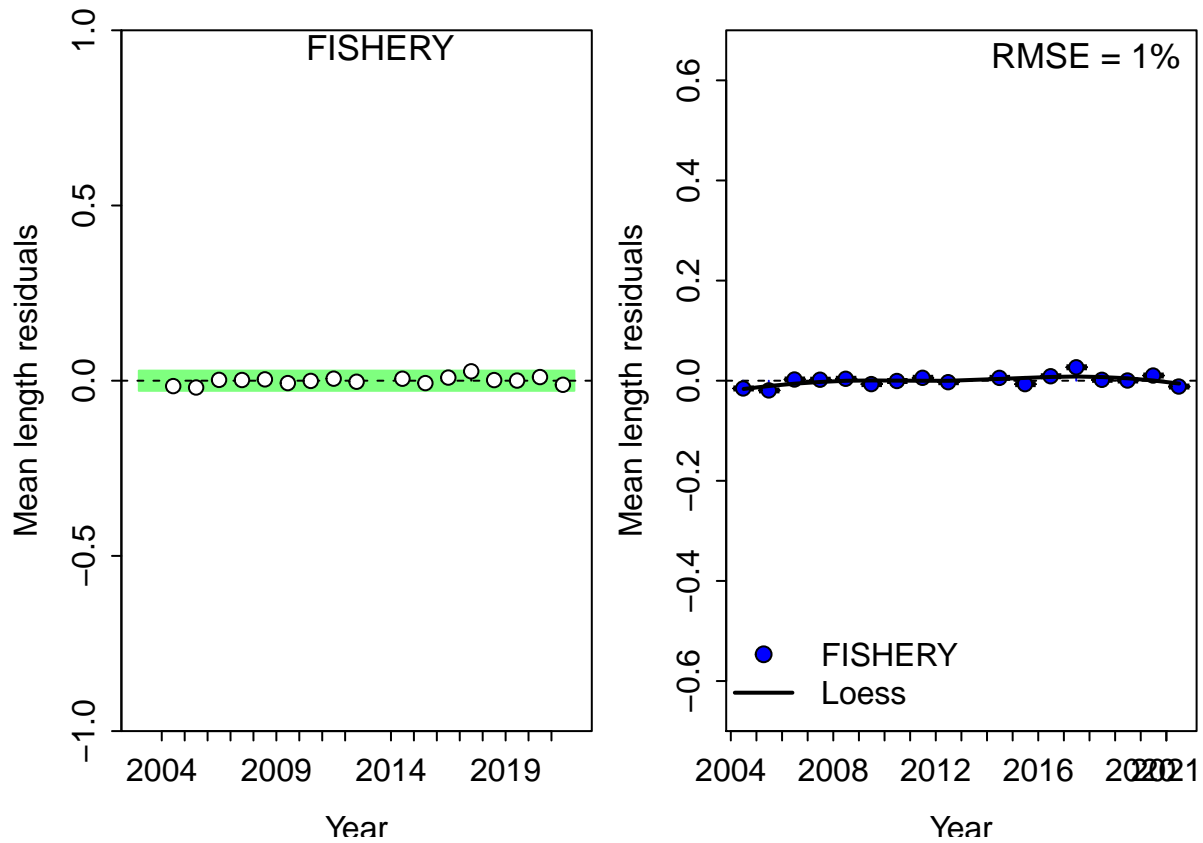 FISHERY
Mean length residuals
1.0
0.5
0.0
−0.5
−1.0
2004 2009 2014 2019
Year
RMSE = 1%
Mean length residuals
0.6
0.4
0.2
0.0
−0.2
−0.4
−0.6
FISHERY
Loess
2004 2008 2012 2016 2020 2021
Year